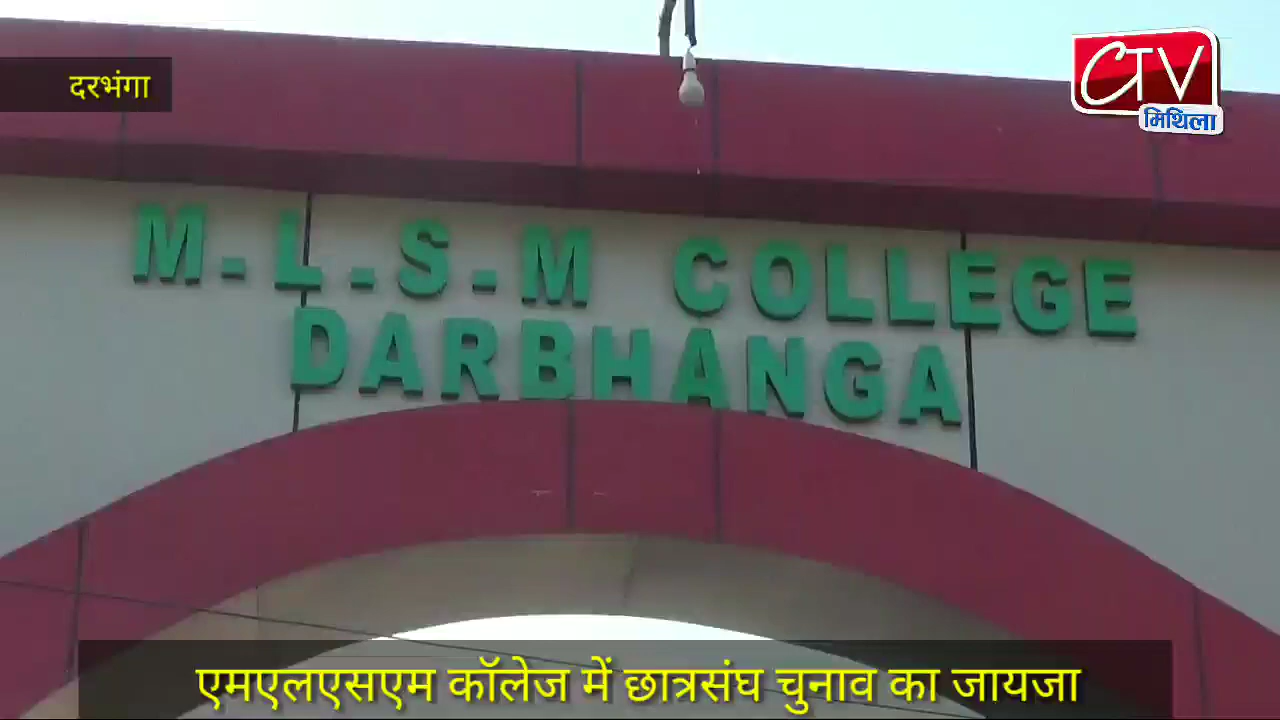 दरभंगा
CTV
मिथिला
M-L-S-M COLLEGE
DARBHANGA
एमएलएसएम कॉलेज में छात्रसंघ चुनाव का जायजा